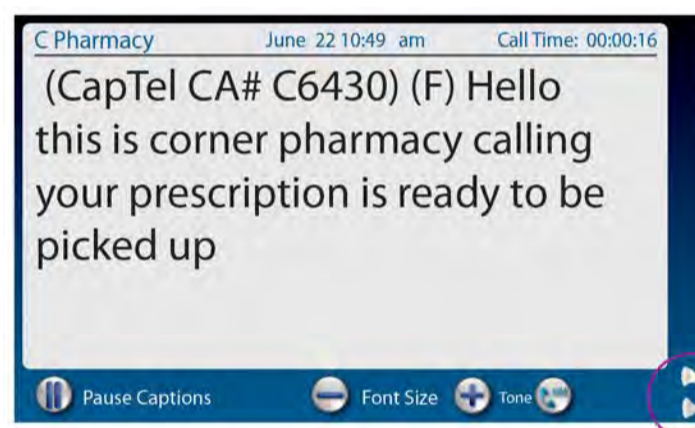 C Pharmacy June 22 10:49 am Call Time: 00:00:16
(CapTel CA# C6430) (F) Hello
this is corner pharmacy calling
your prescription is ready to be
picked up
Pause Captions Font Size Tone